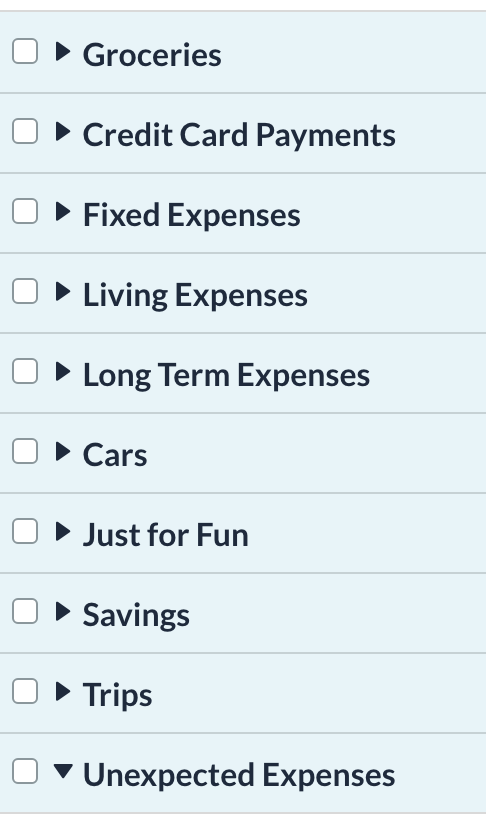 Groceries
Credit Card Payments
Fixed Expenses
Living Expenses
Long Term Expenses
Cars
Just for Fun
Savings
Trips
Unexpected Expenses